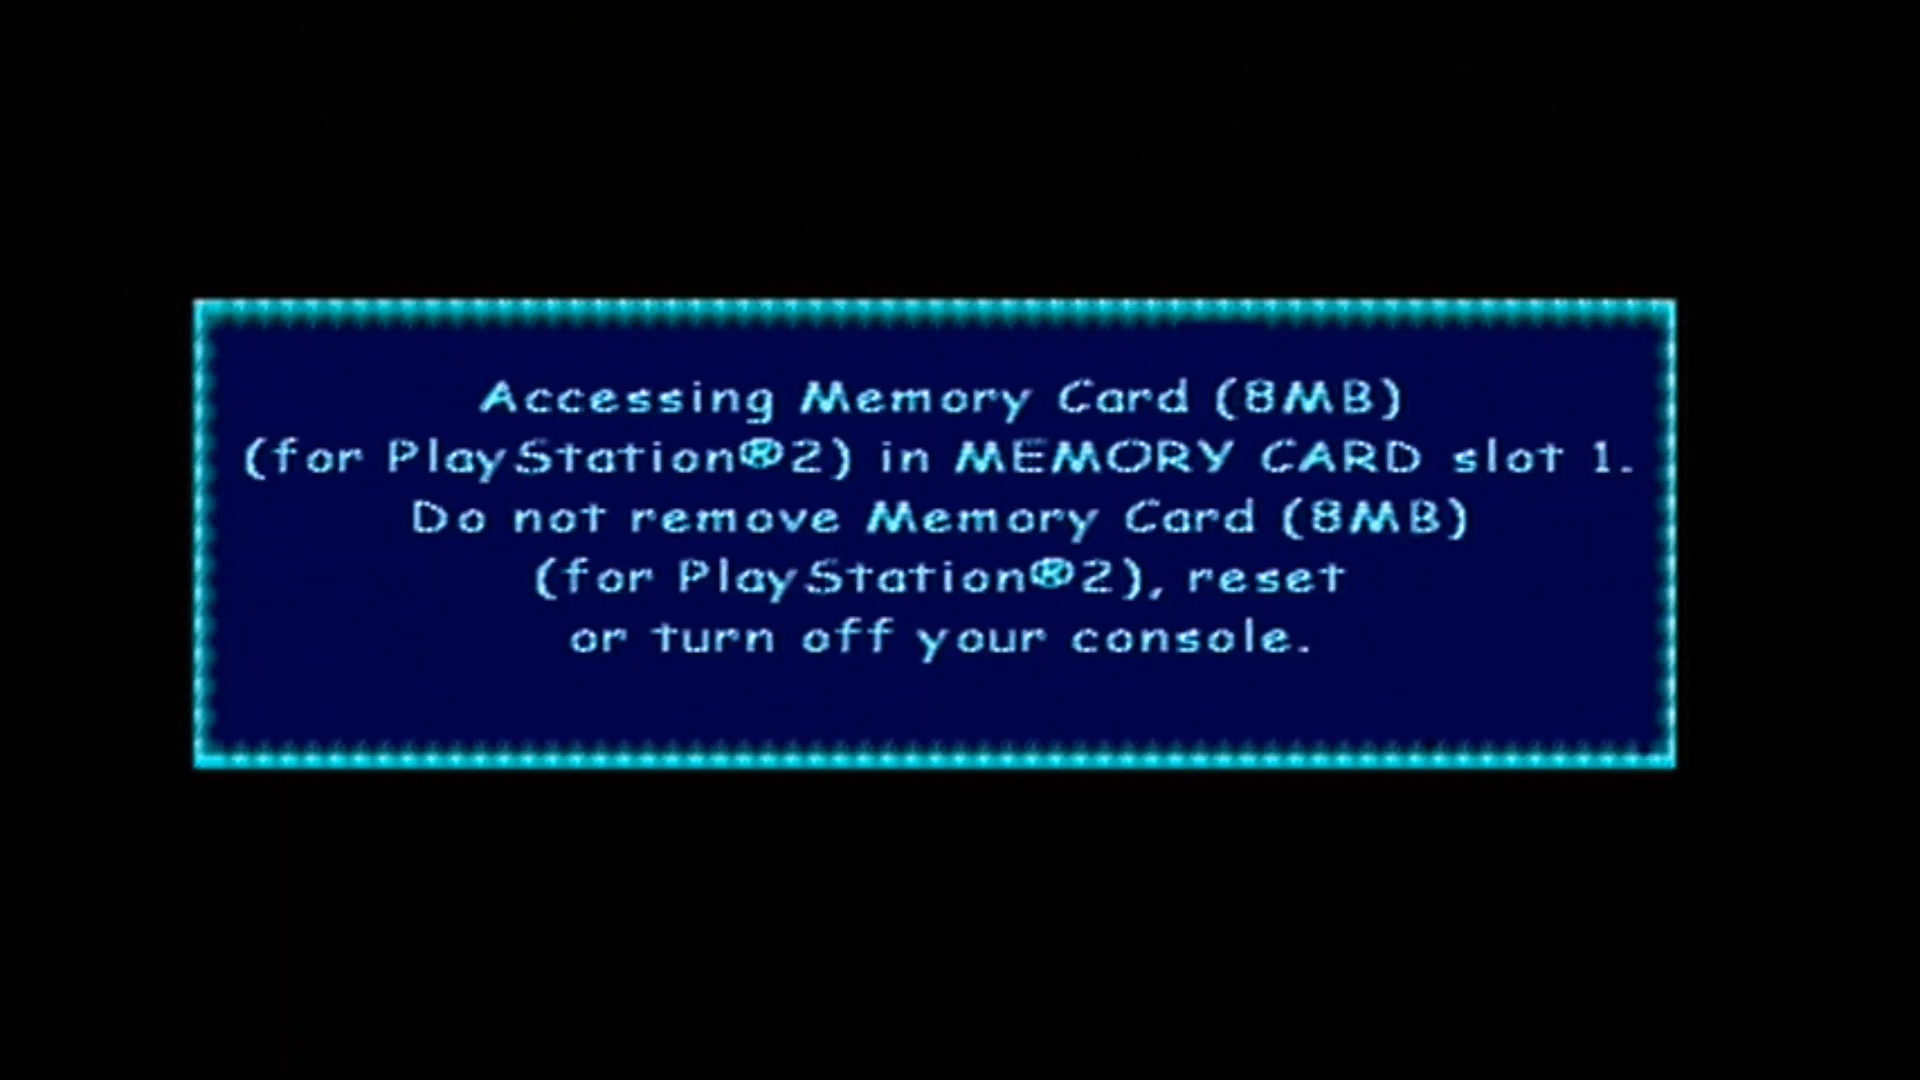 Accessing Memory Card (8MB)
(for PlayStation®2) in MEMORY CARD slot 1.
Do not remove Memory Card (8MB)
(for PlayStation®2), reset
or turn off your console.